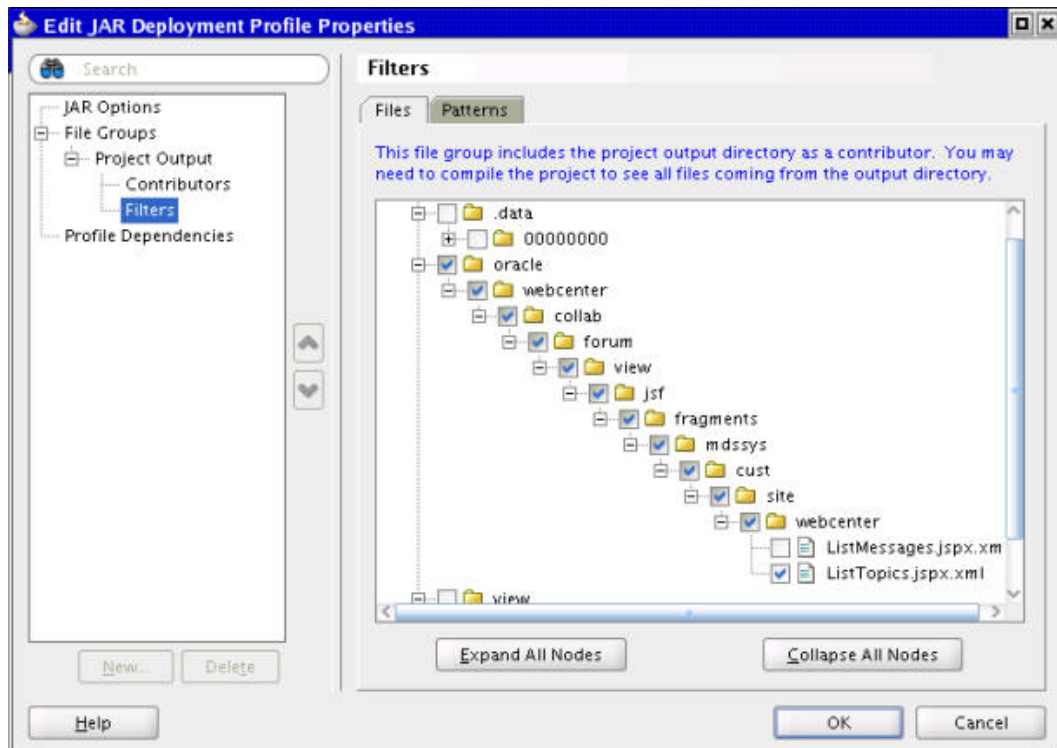 Edit JAR Deployment Profile Properties
Search
JAR Options
File Groups
Project Output
Contributors
Filters
Profile Dependencies
New...
Delete
Filters
Files
Patterns
This file group includes the project output directory as a contributor. You may
need to compile the project to see all files coming from the output directory.
.data
00000000
oracle
webcenter
collab
forum
view
jsf
fragments
mdssys
cust
site
webcenter
ListMessages.jspx.xm
ListTopics.jspx.xml
view
Expand All Nodes
Collapse All Nodes
Help
OK
Cancel